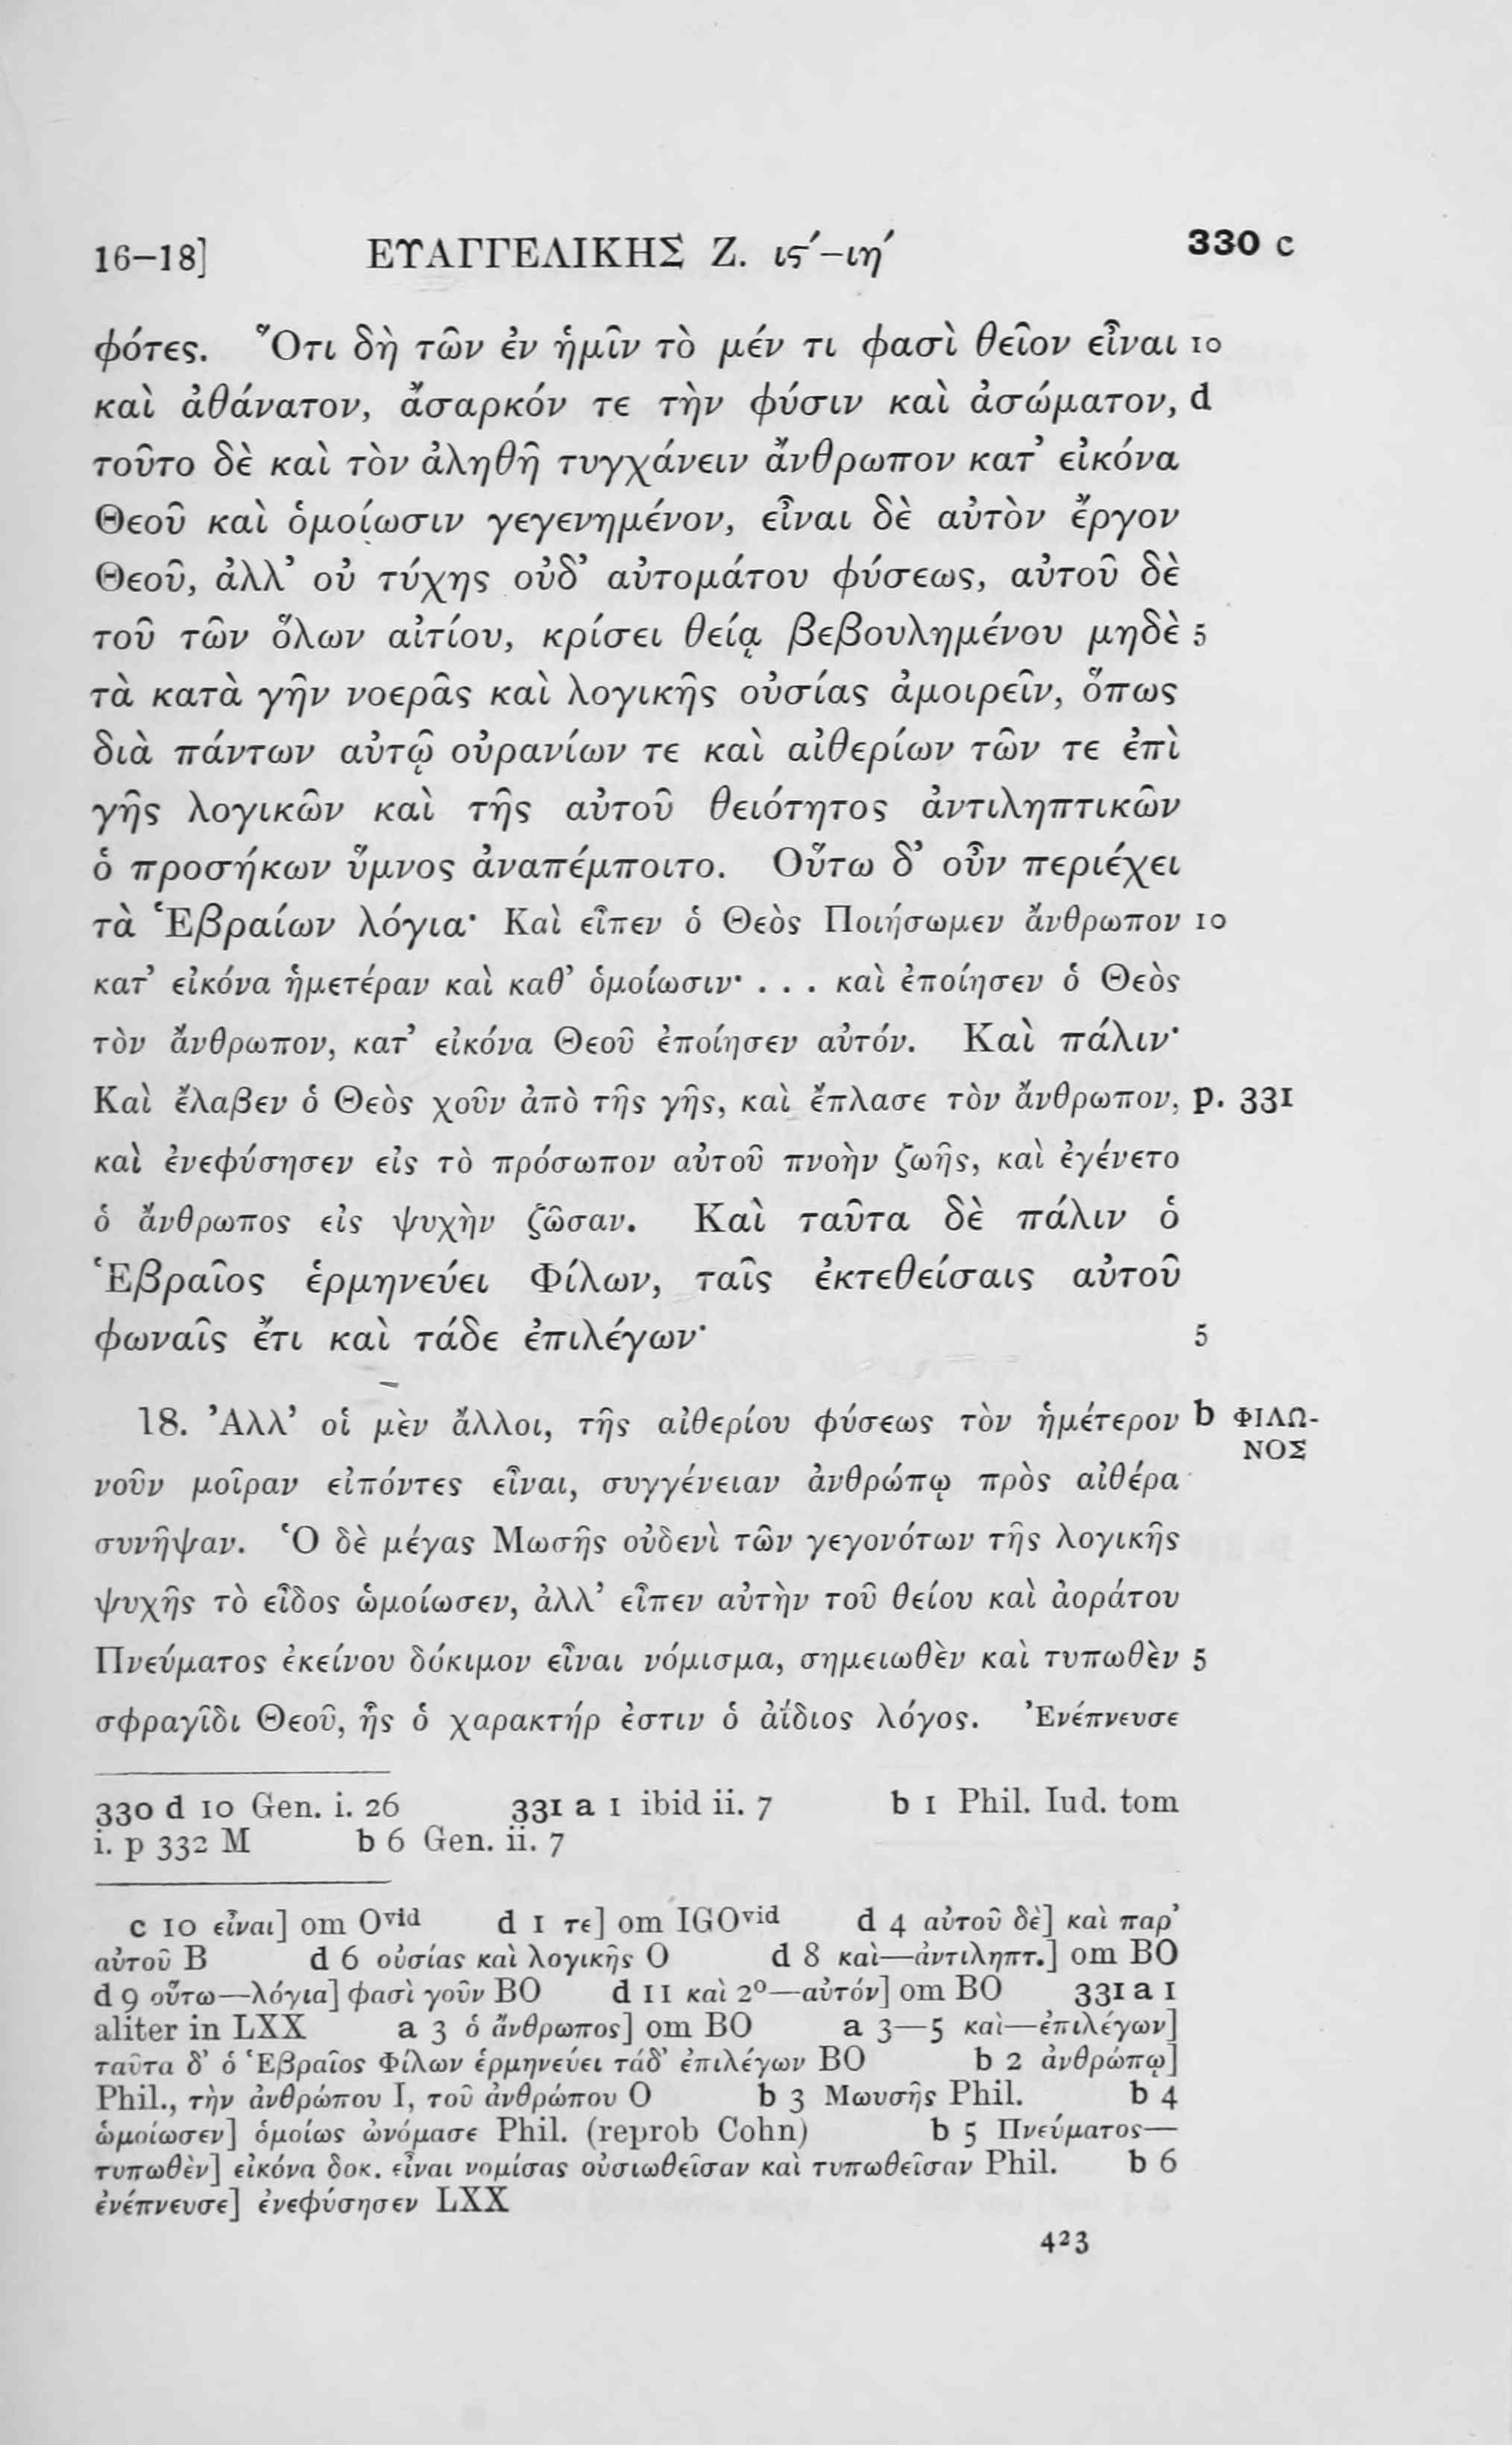 16–18] ΕΥΑΓΓΕΛΙΚΗΣ Ζ. ιϛʹ–ιηʹ 330 c
φότες. Ὅτι δὴ τῶν ἐν ἡμῖν τὸ μέν τι φασὶ θεῖον εἶναι 10
καὶ ἀθάνατον, ἄσαρκόν τε τὴν φύσιν καὶ ἀσώματον, d
τοῦτο δὲ καὶ τὸν ἀληθῆ τυγχάνειν ἄνθρωπον κατ’ εἰκόνα
Θεοῦ καὶ ὁμοίωσιν γεγενημένον, εἶναι δὲ αὐτὸν ἔργον
Θεοῦ, ἀλλ’ οὐ τύχης οὐδ’ αὐτομάτου φύσεως, αὐτοῦ δὲ
τοῦ τῶν ὅλων αἰτίου, κρίσει θείᾳ βεβουλημένου μηδὲ 5
τὰ κατὰ γῆν νοερᾶς καὶ λογικῆς οὐσίας ἀμοιρεῖν, ὅπως
διὰ πάντων αὐτῷ οὐρανίων τε καὶ αἰθερίων τῶν τε ἐπὶ
γῆς λογικῶν καὶ τῆς αὐτοῦ θειότητος ἀντιληπτικῶν
ὁ προσήκων ὕμνος ἀναπέμποιτο. Οὕτω δ’ οὖν περιέχει
τὰ Ἑβραίων λόγια· Καὶ εἶπεν ὁ Θεὸς Ποιήσωμεν ἄνθρωπον 10
κατ’ εἰκόνα ἡμετέραν καὶ καθ’ ὁμοίωσιν· . . . καὶ ἐποίησεν ὁ Θεὸς
τὸν ἄνθρωπον, κατ’ εἰκόνα Θεοῦ ἐποίησεν αὐτόν. Καὶ πάλιν·
Καὶ ἔλαβεν ὁ Θεὸς χοῦν ἀπὸ τῆς γῆς, καὶ ἔπλασε τὸν ἄνθρωπον, p. 331
καὶ ἐνεφύσησεν εἰς τὸ πρόσωπον αὐτοῦ πνοὴν ζωῆς, καὶ ἐγένετο
ὁ ἄνθρωπος εἰς ψυχὴν ζῶσαν. Καὶ ταῦτα δὲ πάλιν ὁ
Ἑβραῖος ἑρμηνεύει Φίλων, ταῖς ἐκτεθείσαις αὐτοῦ
φωναῖς ἔτι καὶ τάδε ἐπιλέγων· 5
18. Ἀλλ’ οἱ μὲν ἄλλοι, τῆς αἰθερίου φύσεως τὸν ἡμέτερον b ΦΙΛΩ-
ΝΟΣ
νοῦν μοῖραν εἰπόντες εἶναι, συγγένειαν ἀνθρώπῳ πρὸς αἰθέρα
συνῆψαν. Ὁ δὲ μέγας Μωσῆς οὐδενὶ τῶν γεγονότων τῆς λογικῆς
ψυχῆς τὸ εἶδος ὡμοίωσεν, ἀλλ’ εἶπεν αὐτὴν τοῦ θείου καὶ ἀοράτου
Πνεύματος ἐκείνου δόκιμον εἶναι νόμισμα, σημειωθὲν καὶ τυπωθὲν 5
σφραγῖδι Θεοῦ, ἧς ὁ χαρακτήρ ἐστιν ὁ ἀΐδιος λόγος. Ἐνέπνευσε
330 d 10 Gen. i. 26 331 a 1 ibid ii. 7 b 1 Phil. Iud. tom
i. p 332 M b 6 Gen. ii. 7
c 10 εἶναι] om Oᵛⁱᵈ d 1 τε] om IGOᵛⁱᵈ d 4 αὐτοῦ δὲ] καὶ παρ’
αὐτοῦ B d 6 οὐσίας καὶ λογικῆς O d 8 καὶ—ἀντιληπτ.] om BO
d 9 οὕτω—λόγια] φασὶ γοῦν BO d 11 καὶ 2º—αὐτόν] om BO 331 a 1
aliter in LXX a 3 ὁ ἄνθρωπος] om BO a 3—5 καὶ—ἐπιλέγων]
ταῦτα δ’ ὁ Ἑβραῖος Φίλων ἑρμηνεύει τάδ’ ἐπιλέγων BO b 2 ἀνθρώπῳ]
Phil., τὴν ἀνθρώπου I, τοῦ ἀνθρώπου O b 3 Μωυσῆς Phil. b 4
ὡμοίωσεν] ὁμοίως ὠνόμασε Phil. (reprob Cohn) b 5 Πνεύματος—
τυπωθὲν] εἰκόνα δοκ. εἶναι νομίσας οὐσιωθεῖσαν καὶ τυπωθεῖσαν Phil. b 6
ἐνέπνευσε] ἐνεφύσησεν LXX
423